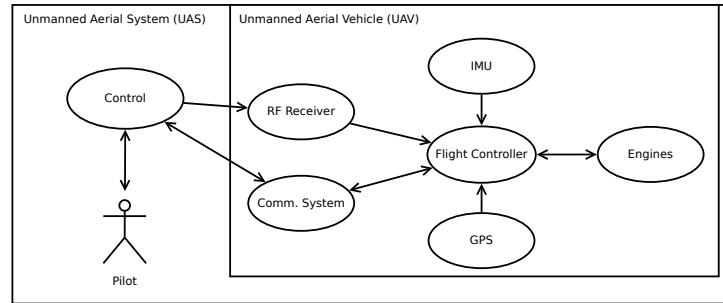 Unmanned Aerial System (UAS)
Unmanned Aerial Vehicle (UAV)
IMU
Control
RF Receiver
Flight Controller
Engines
Comm. System
GPS
Pilot